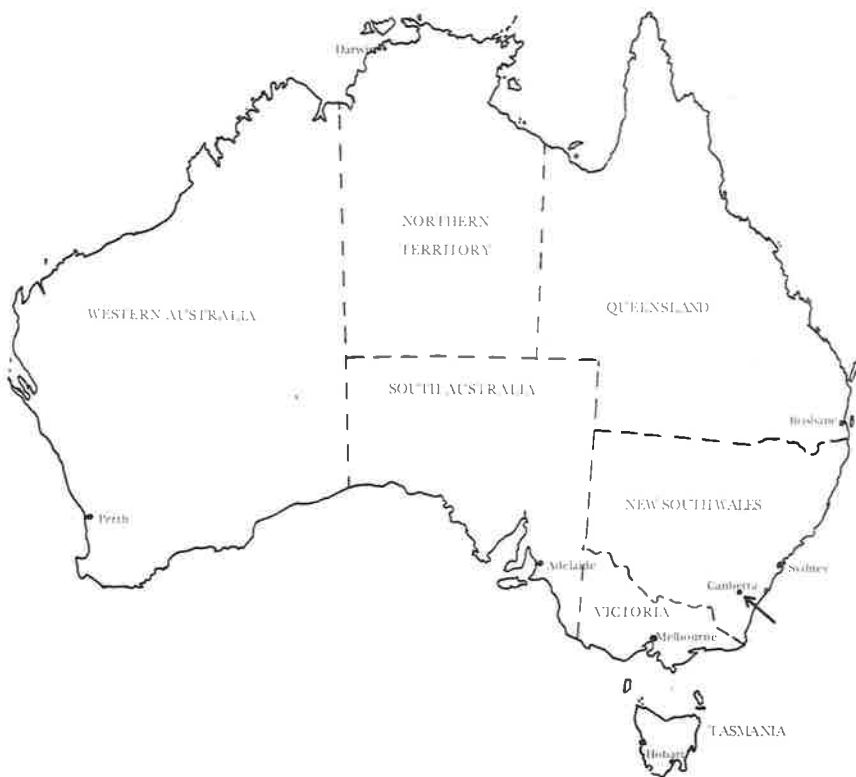 Darwin
NORTHERN
TERRITORY
WESTERN AUSTRALIA
QUEENSLAND
SOUTH AUSTRALIA
Brisbane
NEW SOUTH WALES
Perth
Adelaide
Sydney
Canberra
VICTORIA
Melbourne
TASMANIA
Hobart